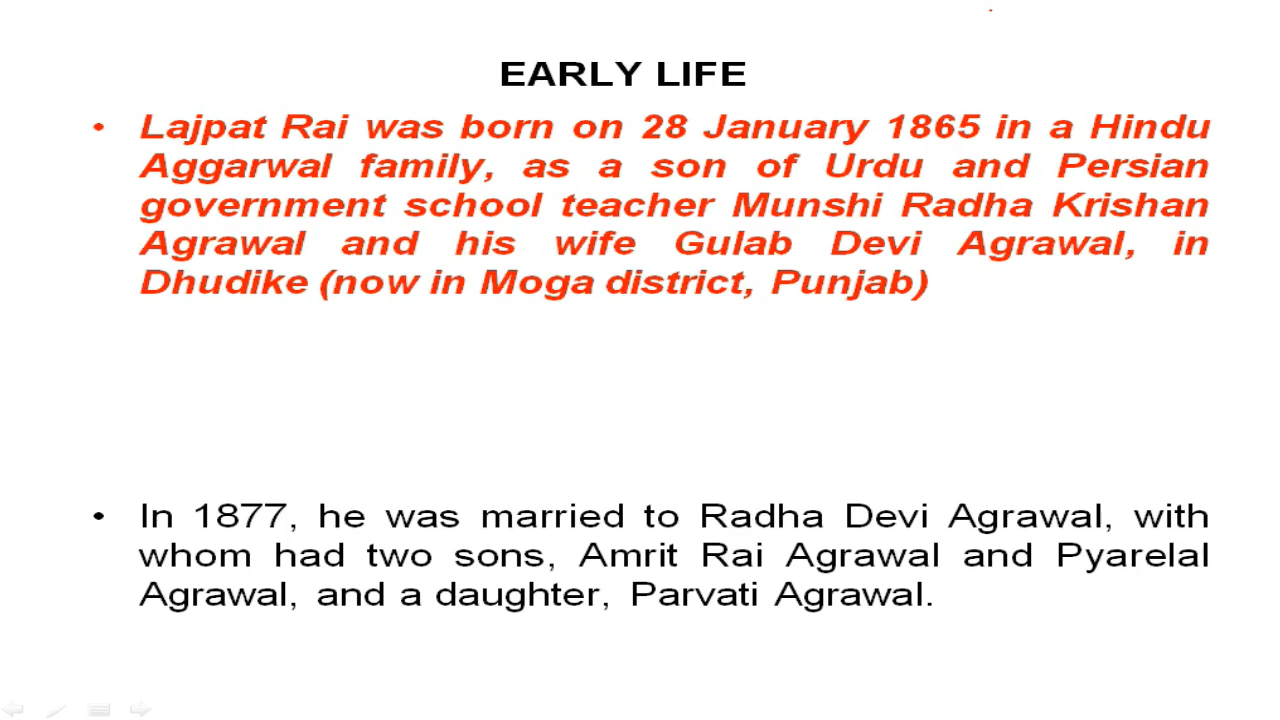 EARLY LIFE
• Lajpat Rai was born on 28 January 1865 in a Hindu
Aggarwal family, as a son of Urdu and Persian
government school teacher Munshi Radha Krishan
Agrawal and his wife Gulab Devi Agrawal, in
Dhudike (now in Moga district, Punjab)
• In 1877, he was married to Radha Devi Agrawal, with
whom had two sons, Amrit Rai Agrawal and Pyarelal
Agrawal, and a daughter, Parvati Agrawal.